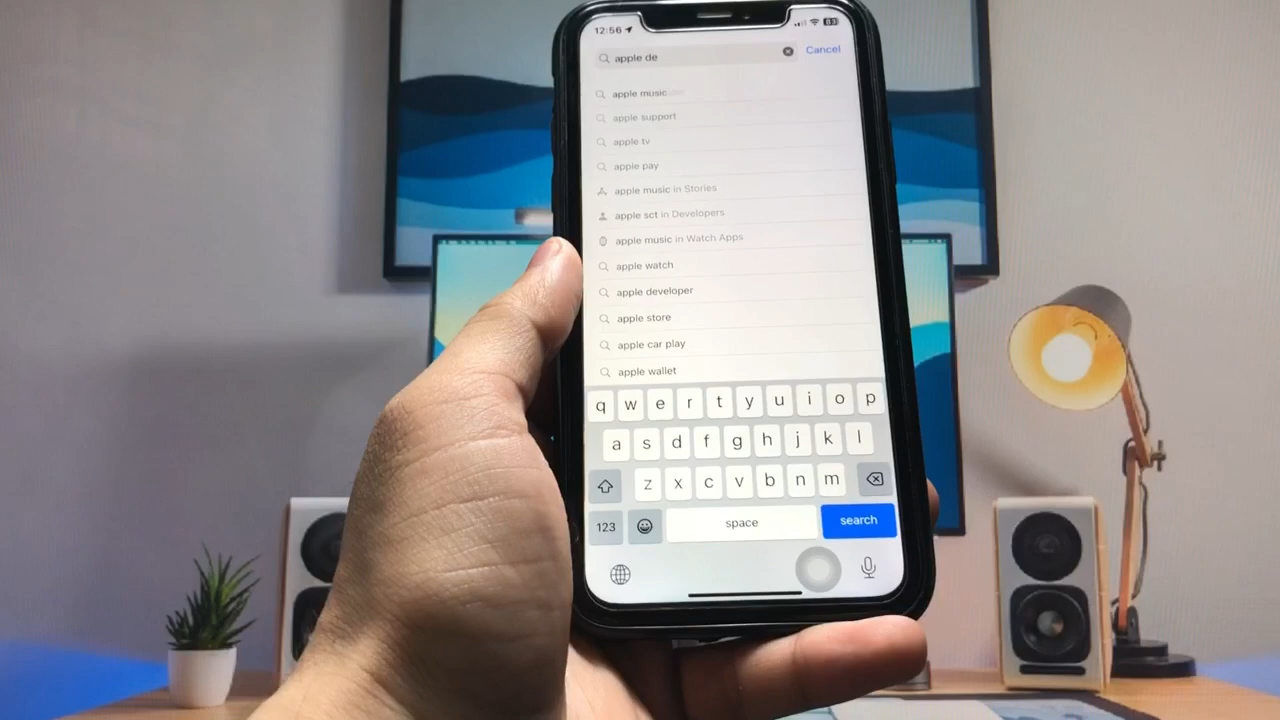 12:56
83
apple de
Cancel
apple music
apple support
apple tv
apple pay
apple music in Stories
apple sct in Developers
apple music in Watch Apps
apple watch
apple developer
apple store
apple car play
apple wallet
q w e r t y u i o p
a s d f g h j k l
z x c v b n m
123 space search